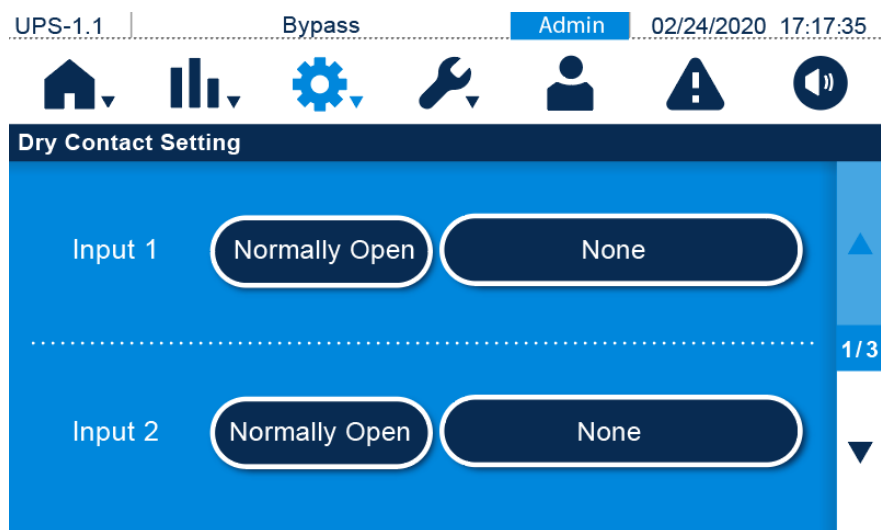 UPS-1.1 Bypass Admin 02/24/2020 17:17:35
Dry Contact Setting
Input 1 Normally Open None
1/3
Input 2 Normally Open None